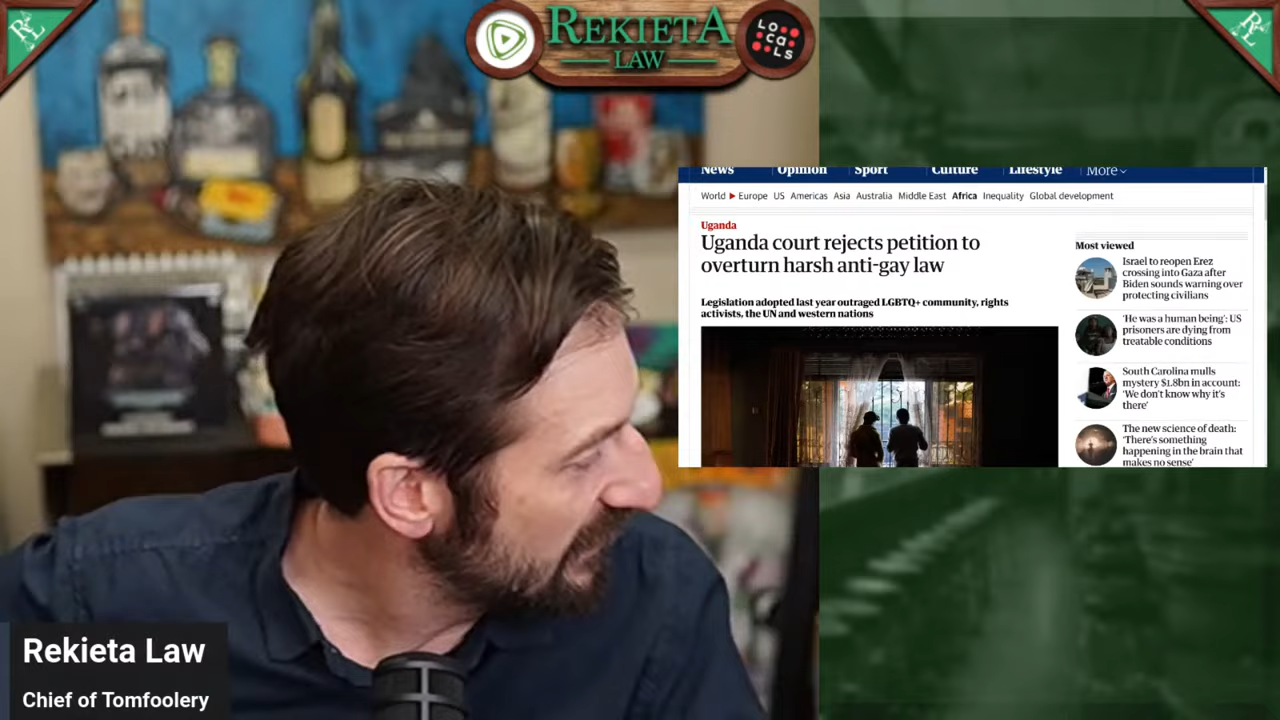 RL
REKIETA
LAW
LocaLs
RL
News
Opinion
Sport
Culture
Lifestyle
More
World
Europe
US
Americas
Asia
Australia
Middle East
Africa
Inequality
Global development
Uganda
Uganda court rejects petition to
overturn harsh anti-gay law
Legislation adopted last year outraged LGBTQ+ community, rights
activists, the UN and western nations
Most viewed
Israel to reopen Erez
crossing into Gaza after
Biden sounds warning over
protecting civilians
'He was a human being': US
prisoners are dying from
treatable conditions
South Carolina mulls
mystery $1.8bn in account:
'We don't know why it's
there'
The new science of death:
'There's something
happening in the brain that
makes no sense'
Rekieta Law
Chief of Tomfoolery